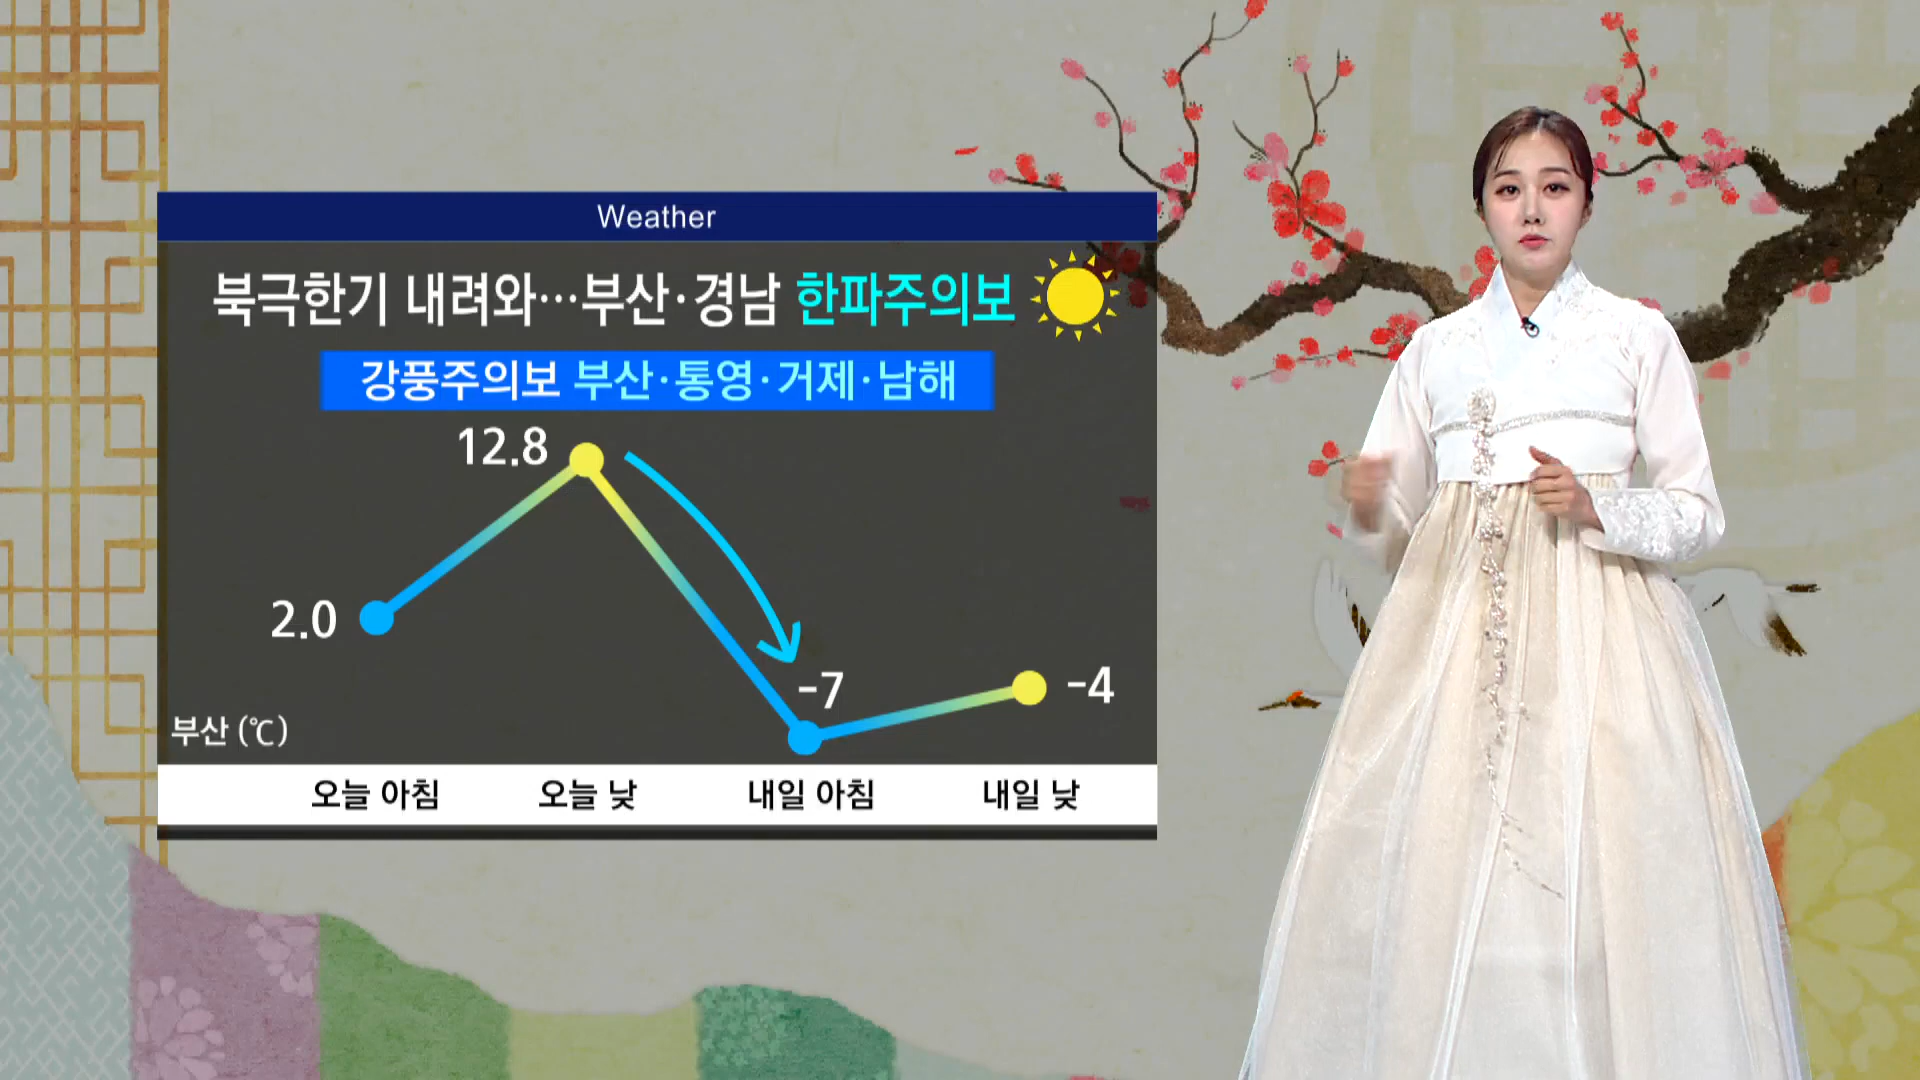 Weather
북극한기 내려와…부산·경남 한파주의보
강풍주의보 부산·통영·거제·남해
12.8
2.0
-7
-4
부산 (℃)
오늘 아침 오늘 낮 내일 아침 내일 낮